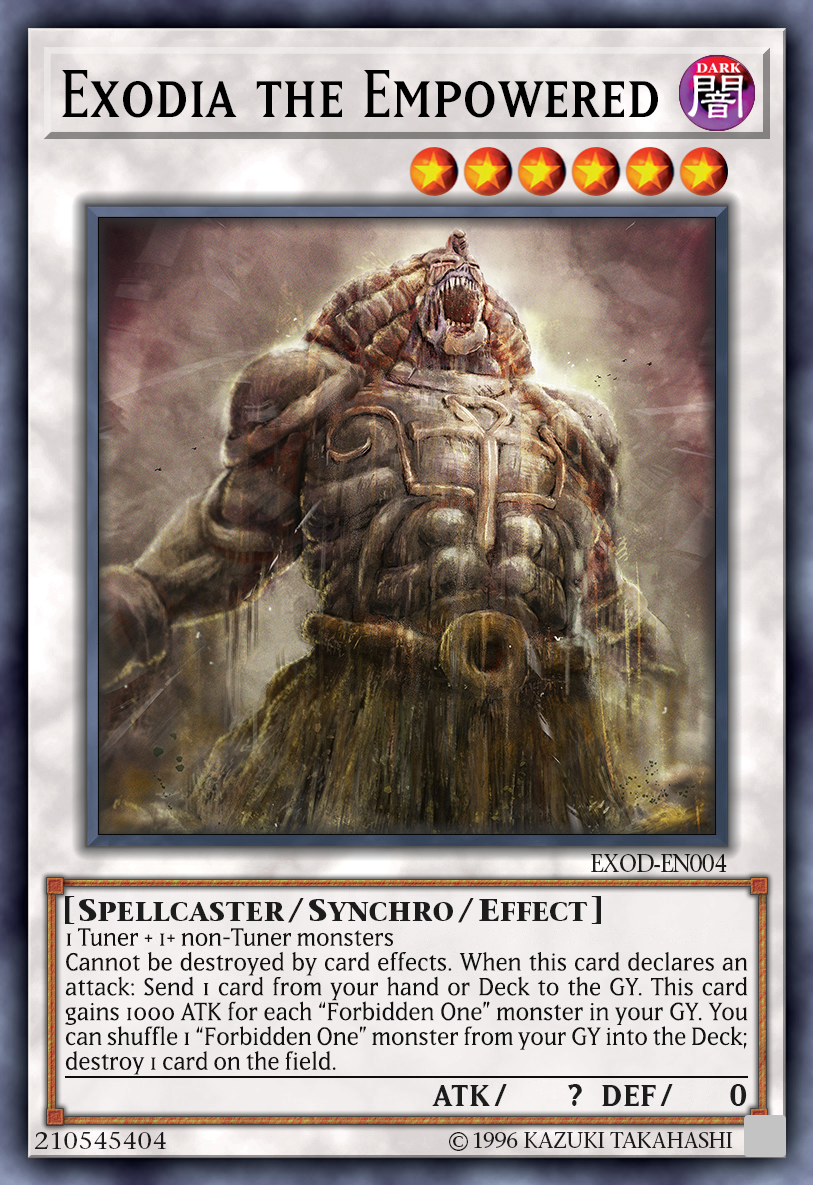 Exodia the Empowered
DARK
闇
EXOD-EN004
[Spellcaster/Synchro/Effect]
1 Tuner + 1+ non-Tuner monsters
Cannot be destroyed by card effects. When this card declares an
attack: Send 1 card from your hand or Deck to the GY. This card
gains 1000 ATK for each “Forbidden One” monster in your GY. You
can shuffle 1 “Forbidden One” monster from your GY into the Deck;
destroy 1 card on the field.
ATK/ ? DEF/ 0
210545404 © 1996 KAZUKI TAKAHASHI